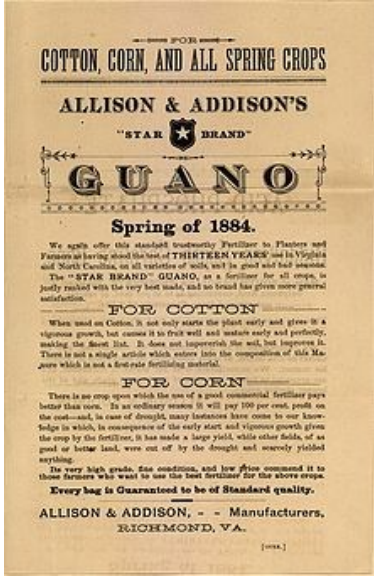 FOR
COTTON, CORN, AND ALL SPRING CROPS
ALLISON & ADDISON'S
"STAR BRAND"
GUANO
Spring of 1884.
We again offer this standard trustworthy Fertilizer to Planters and
Farmers as having stood the test of THIRTEEN YEARS' use in Virginia
and North Carolina, on all varieties of soils, and in good and bad seasons.
The "STAR BRAND" GUANO, as a fertilizer for all crops, is
justly ranked with the very best made, and no brand has given more general
satisfaction.
FOR COTTON
When used on Cotton, it not only starts the plant early and gives it a
vigorous growth, but causes it to fruit well and mature early and perfectly,
making the finest lint. It does not impoverish the soil, but improves it.
There is not a single article which enters into the composition of this Ma-
nure which is not a first-rate fertilizing material.
FOR CORN
There is no crop upon which the use of a good commercial fertilizer pays
better than corn. In an ordinary season it will pay 100 per cent. profit on
the cost—and, in case of drought, many instances have come to our know-
ledge in which, in consequence of the early start and vigorous growth given
the crop by the fertilizer, it has made a large yield, while other fields, of as
good or better land, were cut off by the drought and scarcely yielded
anything.
Its very high grade, fine condition, and low price commend it to
those farmers who want to use the best fertilizer for the above crops.
Every bag is Guaranteed to be of Standard quality.
ALLISON & ADDISON, - - Manufacturers,
RICHMOND, VA.
[OVER.]